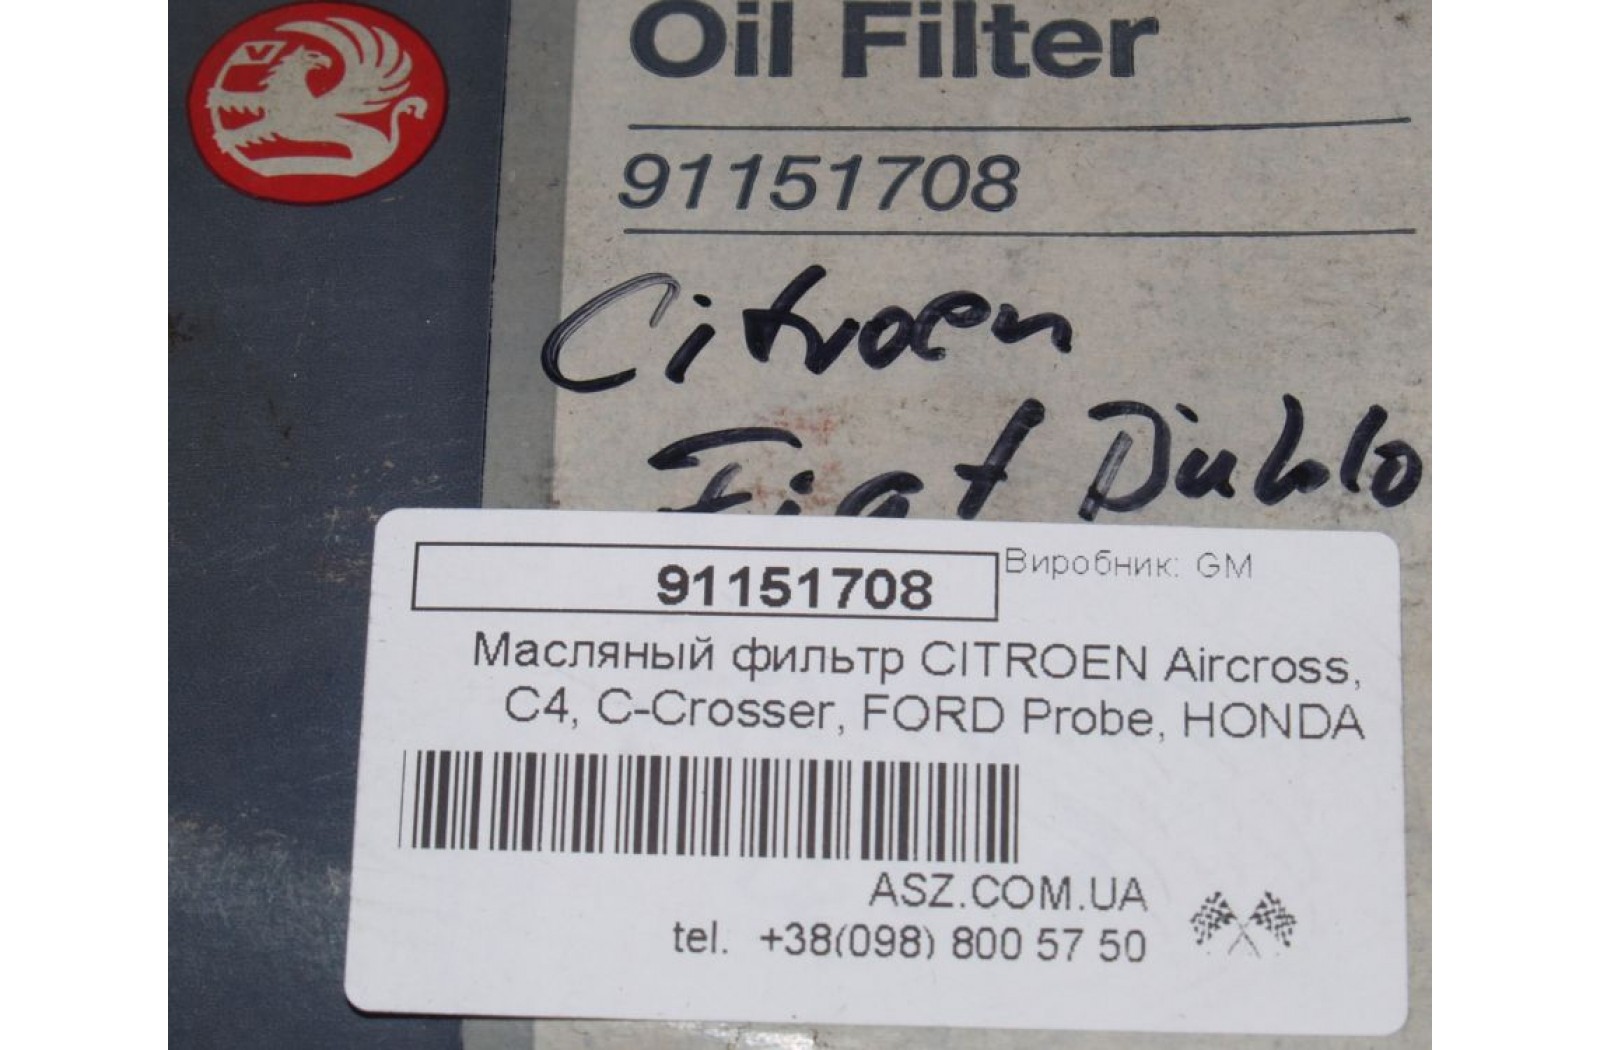 V
Oil Filter
91151708
Citroen
Fiat Dublo
91151708
Виробник: GM
Масляный фильтр CITROEN Aircross,
C4, C-Crosser, FORD Probe, HONDA
ASZ.COM.UA
tel. +38(098) 800 57 50